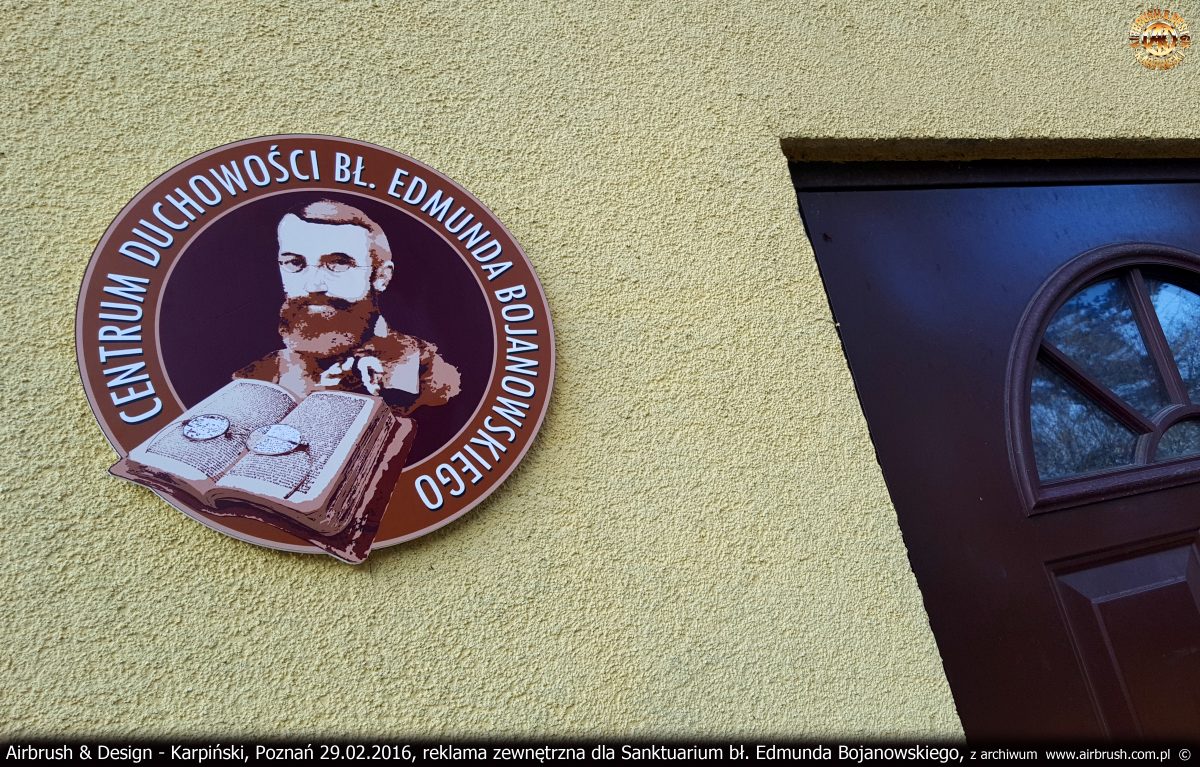 CENTRUM DUCHOWOŚCI BŁ. EDMUNDA BOJANOWSKIEGO
Airbrush & Design - Karpiński, Poznań 29.02.2016, reklama zewnętrzna dla Sanktuarium bł. Edmunda Bojanowskiego, z archiwum www.airbrush.com.pl ©